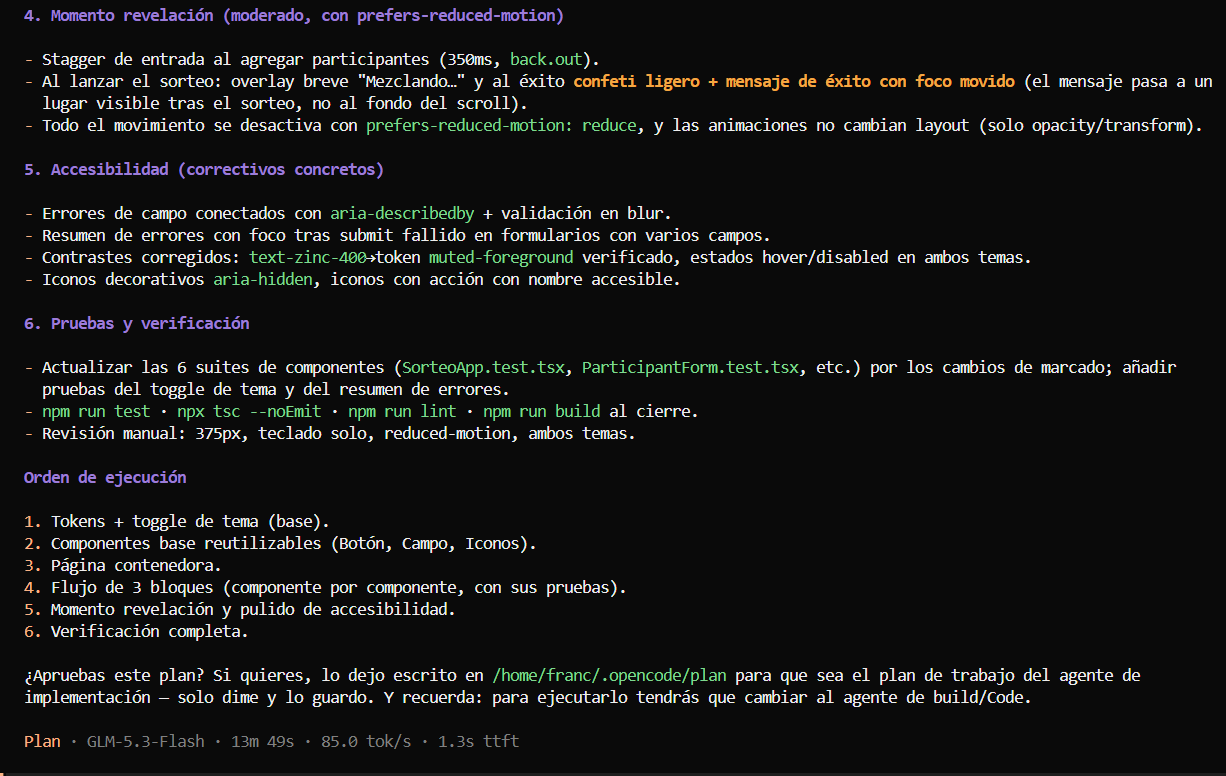 4. Momento revelación (moderado, con prefers-reduced-motion)
- Stagger de entrada al agregar participantes (350ms, back.out).
- Al lanzar el sorteo: overlay breve "Mezclando…" y al éxito confeti ligero + mensaje de éxito con foco movido (el mensaje pasa a un
lugar visible tras el sorteo, no al fondo del scroll).
- Todo el movimiento se desactiva con prefers-reduced-motion: reduce, y las animaciones no cambian layout (solo opacity/transform).
5. Accesibilidad (correctivos concretos)
- Errores de campo conectados con aria-describedby + validación en blur.
- Resumen de errores con foco tras submit fallido en formularios con varios campos.
- Contrastes corregidos: text-zinc-400→token muted-foreground verificado, estados hover/disabled en ambos temas.
- Iconos decorativos aria-hidden, iconos con acción con nombre accesible.
6. Pruebas y verificación
- Actualizar las 6 suites de componentes (SorteoApp.test.tsx, ParticipantForm.test.tsx, etc.) por los cambios de marcado; añadir
pruebas del toggle de tema y del resumen de errores.
- npm run test · npx tsc --noEmit · npm run lint · npm run build al cierre.
- Revisión manual: 375px, teclado solo, reduced-motion, ambos temas.
Orden de ejecución
1. Tokens + toggle de tema (base).
2. Componentes base reutilizables (Botón, Campo, Iconos).
3. Página contenedora.
4. Flujo de 3 bloques (componente por componente, con sus pruebas).
5. Momento revelación y pulido de accesibilidad.
6. Verificación completa.
¿Apruebas este plan? Si quieres, lo dejo escrito en /home/franc/.opencode/plan para que sea el plan de trabajo del agente de
implementación — solo dime y lo guardo. Y recuerda: para ejecutarlo tendrás que cambiar al agente de build/Code.
Plan · GLM-5.3-Flash · 13m 49s · 85.0 tok/s · 1.3s ttft